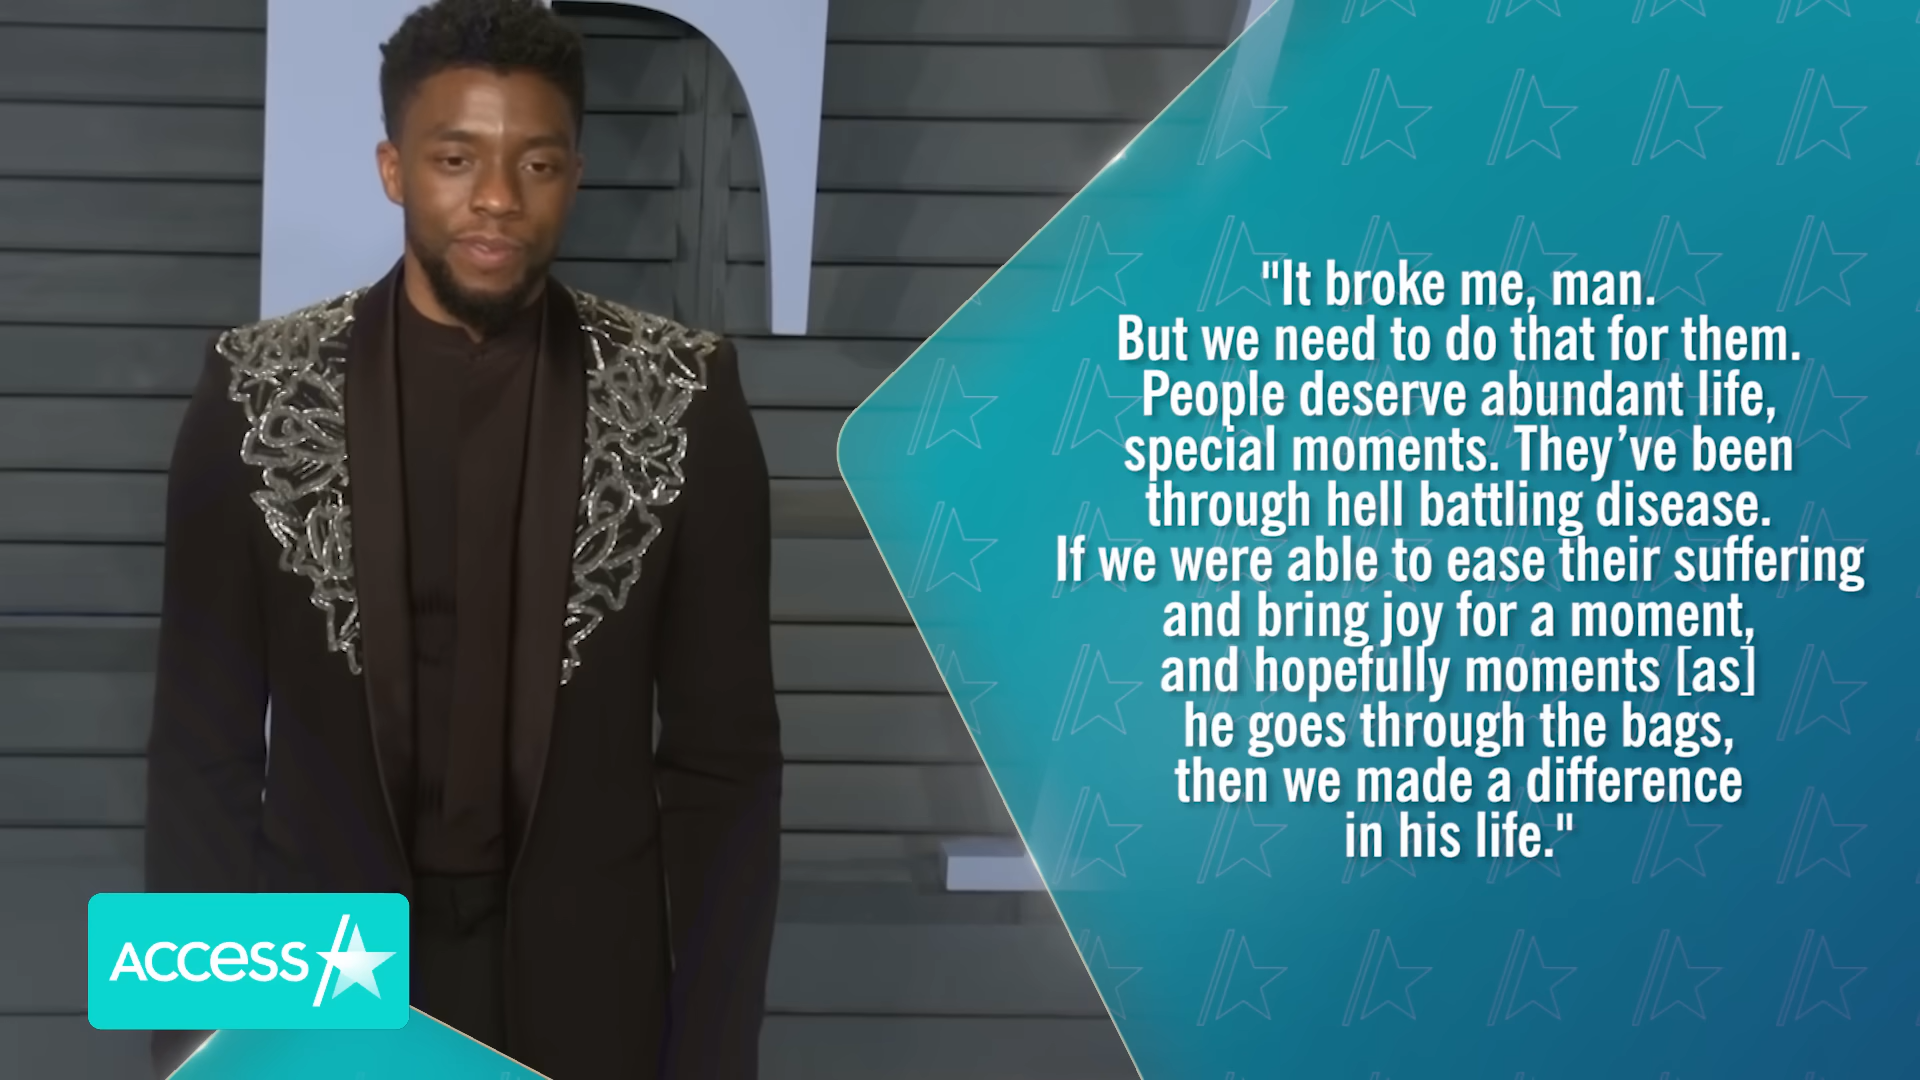 "It broke me, man.
But we need to do that for them.
People deserve abundant life,
special moments. They’ve been
through hell battling disease.
If we were able to ease their suffering
and bring joy for a moment,
and hopefully moments [as]
he goes through the bags,
then we made a difference
in his life."
ACCESS